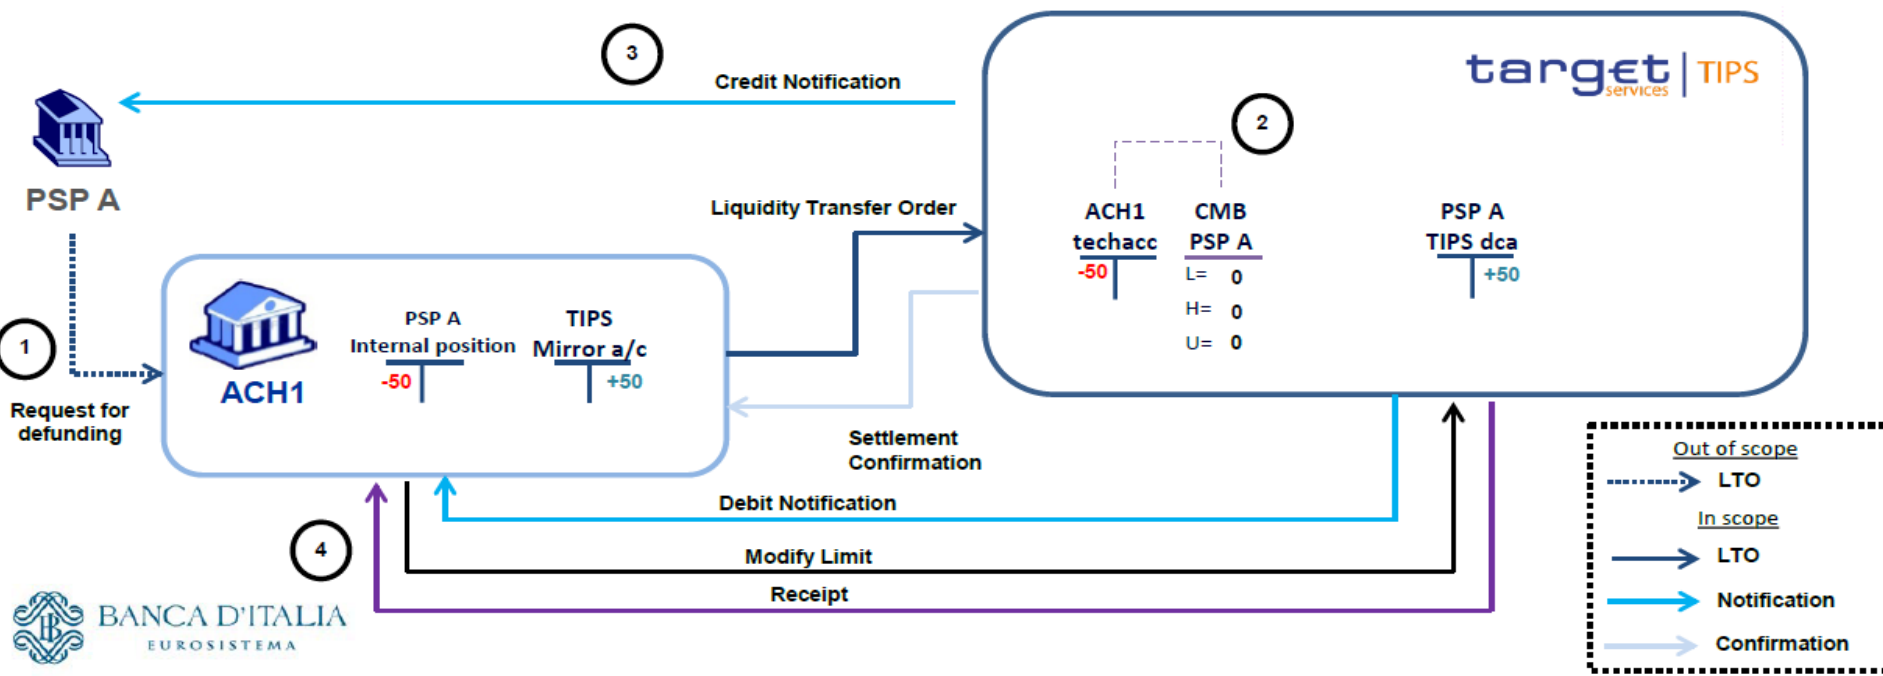 3
Credit Notification
target | TIPS
services
2
PSP A
Liquidity Transfer Order
ACH1
techacc
-50
CMB
PSP A
L= 0
H= 0
U= 0
PSP A
TIPS dca
+50
1
Request for
defunding
ACH1
PSP A
Internal position
-50
TIPS
Mirror a/c
+50
Settlement
Confirmation
Debit Notification
4
Modify Limit
Receipt
BANCA D'ITALIA
EUROSISTEMA
Out of scope
LTO
In scope
LTO
Notification
Confirmation